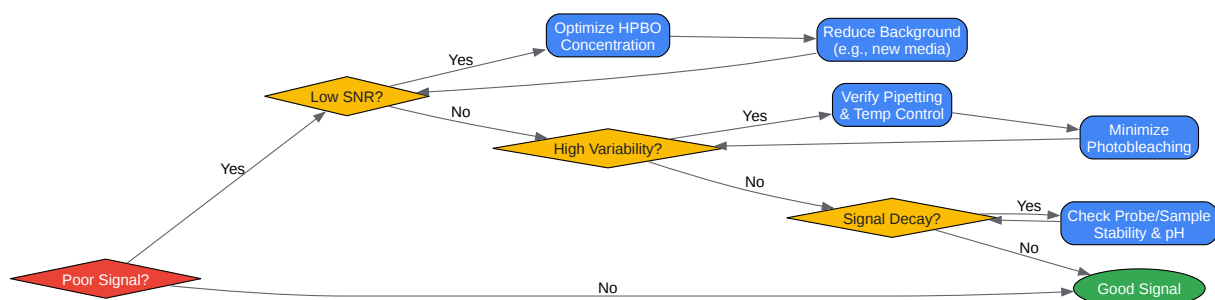 Optimize HPBO
Concentration
Reduce Background
(e.g., new media)
Yes
Low SNR?
No
Verify Pipetting
& Temp Control
Yes
Minimize
Photobleaching
High Variability?
Yes
No
Signal Decay?
Yes
Check Probe/Sample
Stability & pH
No
Poor Signal?
No
Good Signal